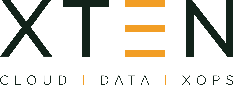 XTEN
CLOUD | DATA | XOPS